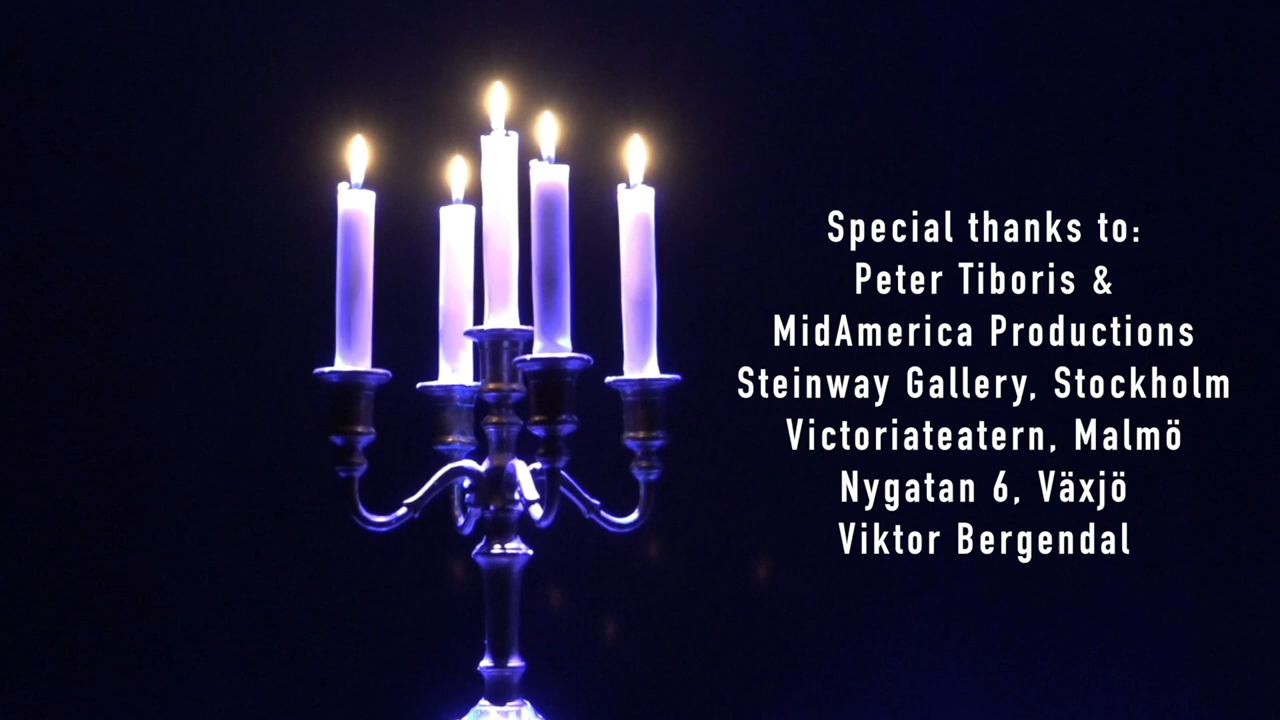 Special thanks to:
Peter Tiboris &
MidAmerica Productions
Steinway Gallery, Stockholm
Victoriateatern, Malmö
Nygatan 6, Växjö
Viktor Bergendal